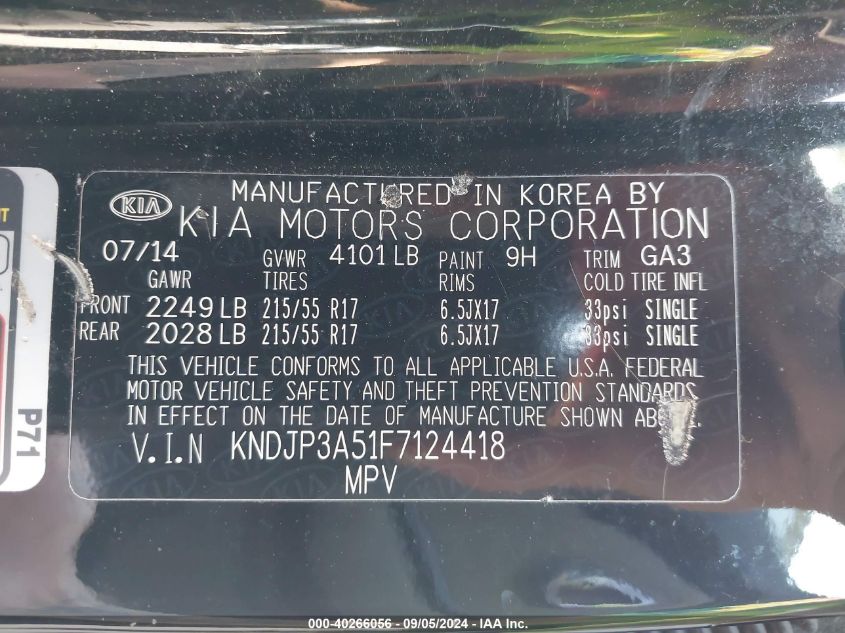 KIA
MANUFACTURED IN KOREA BY
KIA MOTORS CORPORATION
07/14 GVWR 4101 LB PAINT 9H TRIM GA3
GAWR TIRES RIMS COLD TIRE INFL
FRONT 2249 LB 215/55 R17 6.5JX17 33psi SINGLE
REAR 2028 LB 215/55 R17 6.5JX17 33psi SINGLE
THIS VEHICLE CONFORMS TO ALL APPLICABLE U.S.A. FEDERAL
MOTOR VEHICLE SAFETY AND THEFT PREVENTION STANDARDS
IN EFFECT ON THE DATE OF MANUFACTURE SHOWN ABOVE.
V.I.N KNDJP3A51F7124418
MPV
P71
000-40266056 - 09/05/2024 - IAA, Inc.